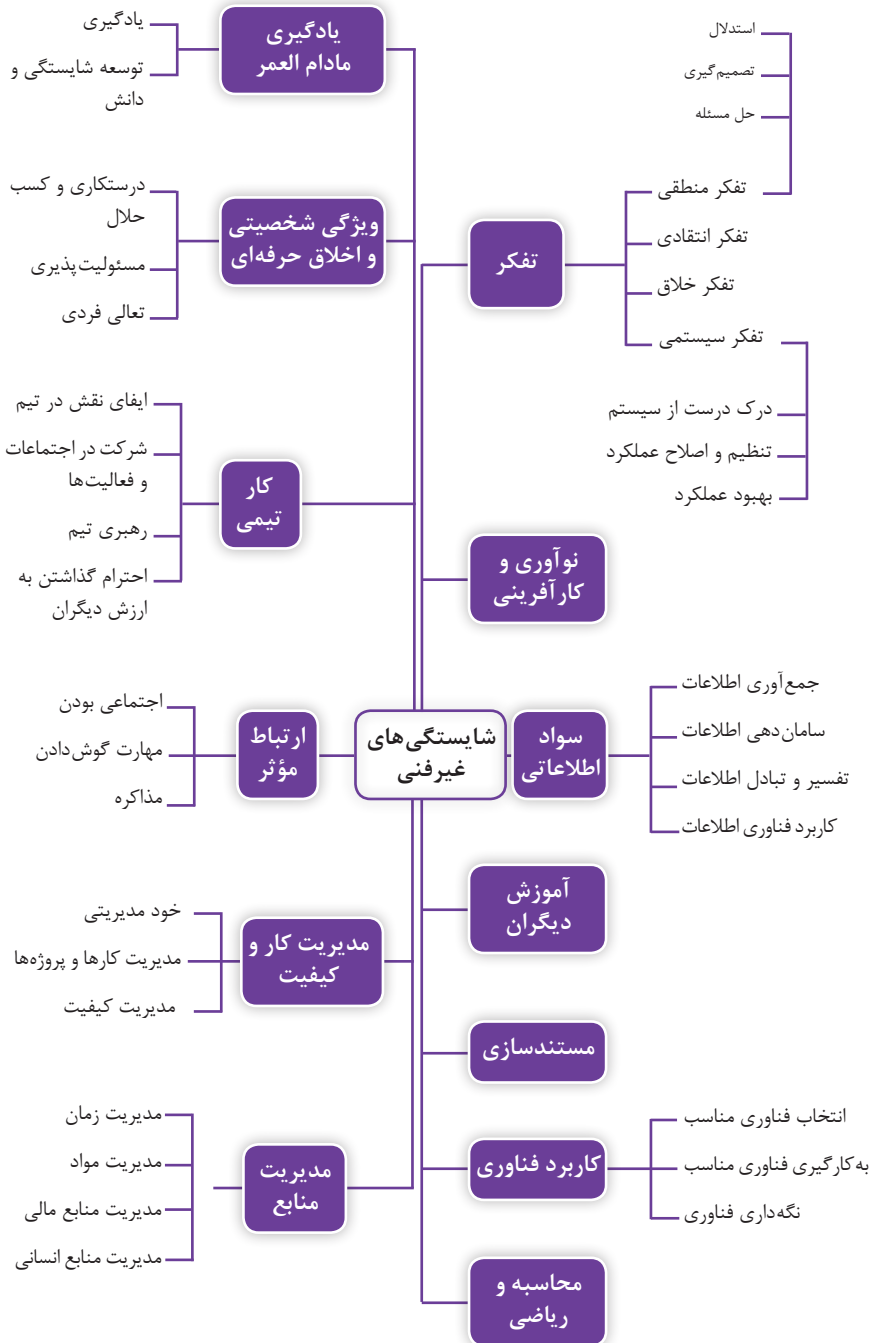 شایستگی‌های
غیرفنی
تفکر
استدلال
تصمیم‌گیری
حل مسئله
تفکر منطقی
تفکر انتقادی
تفکر خلاق
تفکر سیستمی
درک درست از سیستم
تنظیم و اصلاح عملکرد
بهبود عملکرد
نوآوری و
کارآفرینی
سواد
اطلاعاتی
جمع‌آوری اطلاعات
سامان‌دهی اطلاعات
تفسیر و تبادل اطلاعات
کاربرد فناوری اطلاعات
آموزش
دیگران
مستندسازی
کاربرد فناوری
انتخاب فناوری مناسب
به‌کارگیری فناوری مناسب
نگه‌داری فناوری
محاسبه و
ریاضی
یادگیری
مادام العمر
یادگیری
توسعه شایستگی و
دانش
ویژگی شخصیتی
و اخلاق حرفه‌ای
درستکاری و کسب
حلال
مسئولیت‌پذیری
تعالی فردی
کار
تیمی
ایفای نقش در تیم
شرکت در اجتماعات
و فعالیت‌ها
رهبری تیم
احترام گذاشتن به
ارزش دیگران
ارتباط
مؤثر
اجتماعی بودن
مهارت گوش‌دادن
مذاکره
مدیریت کار و
کیفیت
خود مدیریتی
مدیریت کارها و پروژه‌ها
مدیریت کیفیت
مدیریت
منابع
مدیریت زمان
مدیریت مواد
مدیریت منابع مالی
مدیریت منابع انسانی